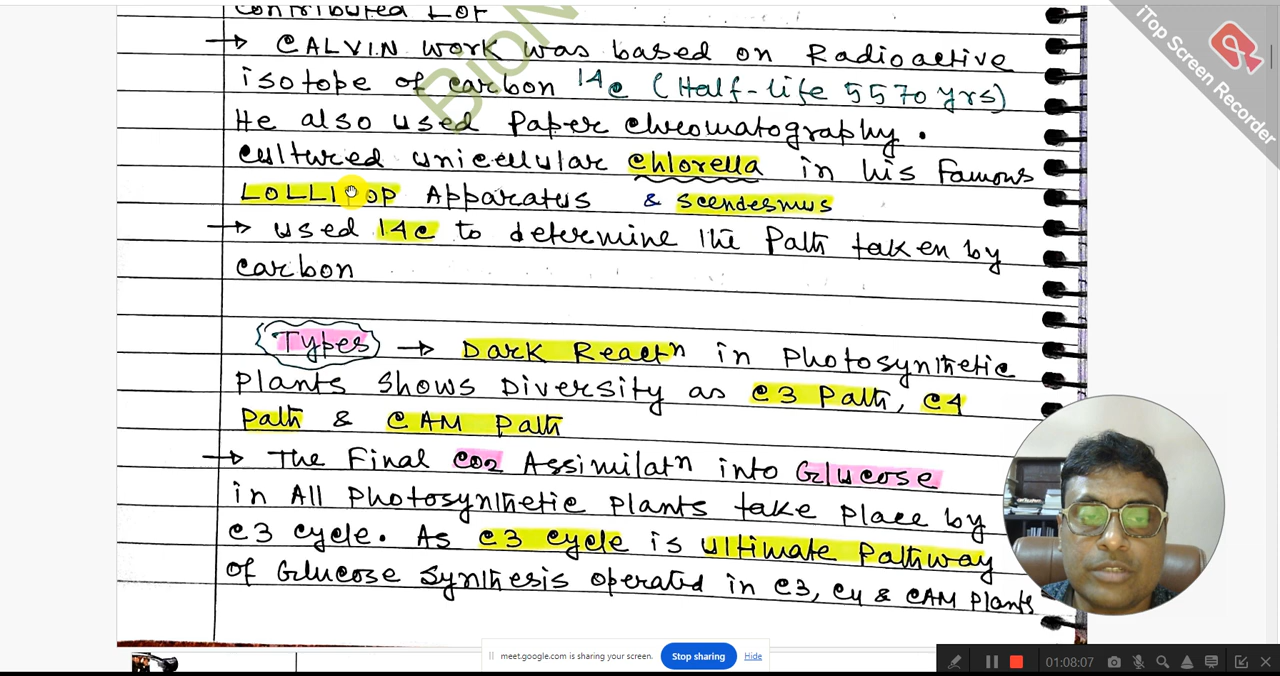 contributed LOF
→ CALVIN work was based on Radioactive
isotope of carbon 14c (Half-life 5570 yrs)
He also used Paper chromatography.
cultured unicellular chlorella in his Famous
LOLLIPOP Apparatus & scendesmus
→ used 14c to determine the Path taken by
carbon
Types → Dark Reactn in Photosynthetic
Plants shows Diversity as C3 Path, C4
Path & CAM Path
→ The Final CO2 Assimilatn into Glucose
in All Photosynthetic plants take place by
C3 cycle. As C3 cycle is ultimate Pathway
of Glucose synthesis operated in C3, C4 & CAM Plants
iTop Screen Recorder
meet.google.com is sharing your screen. Stop sharing Hide
01:08:07